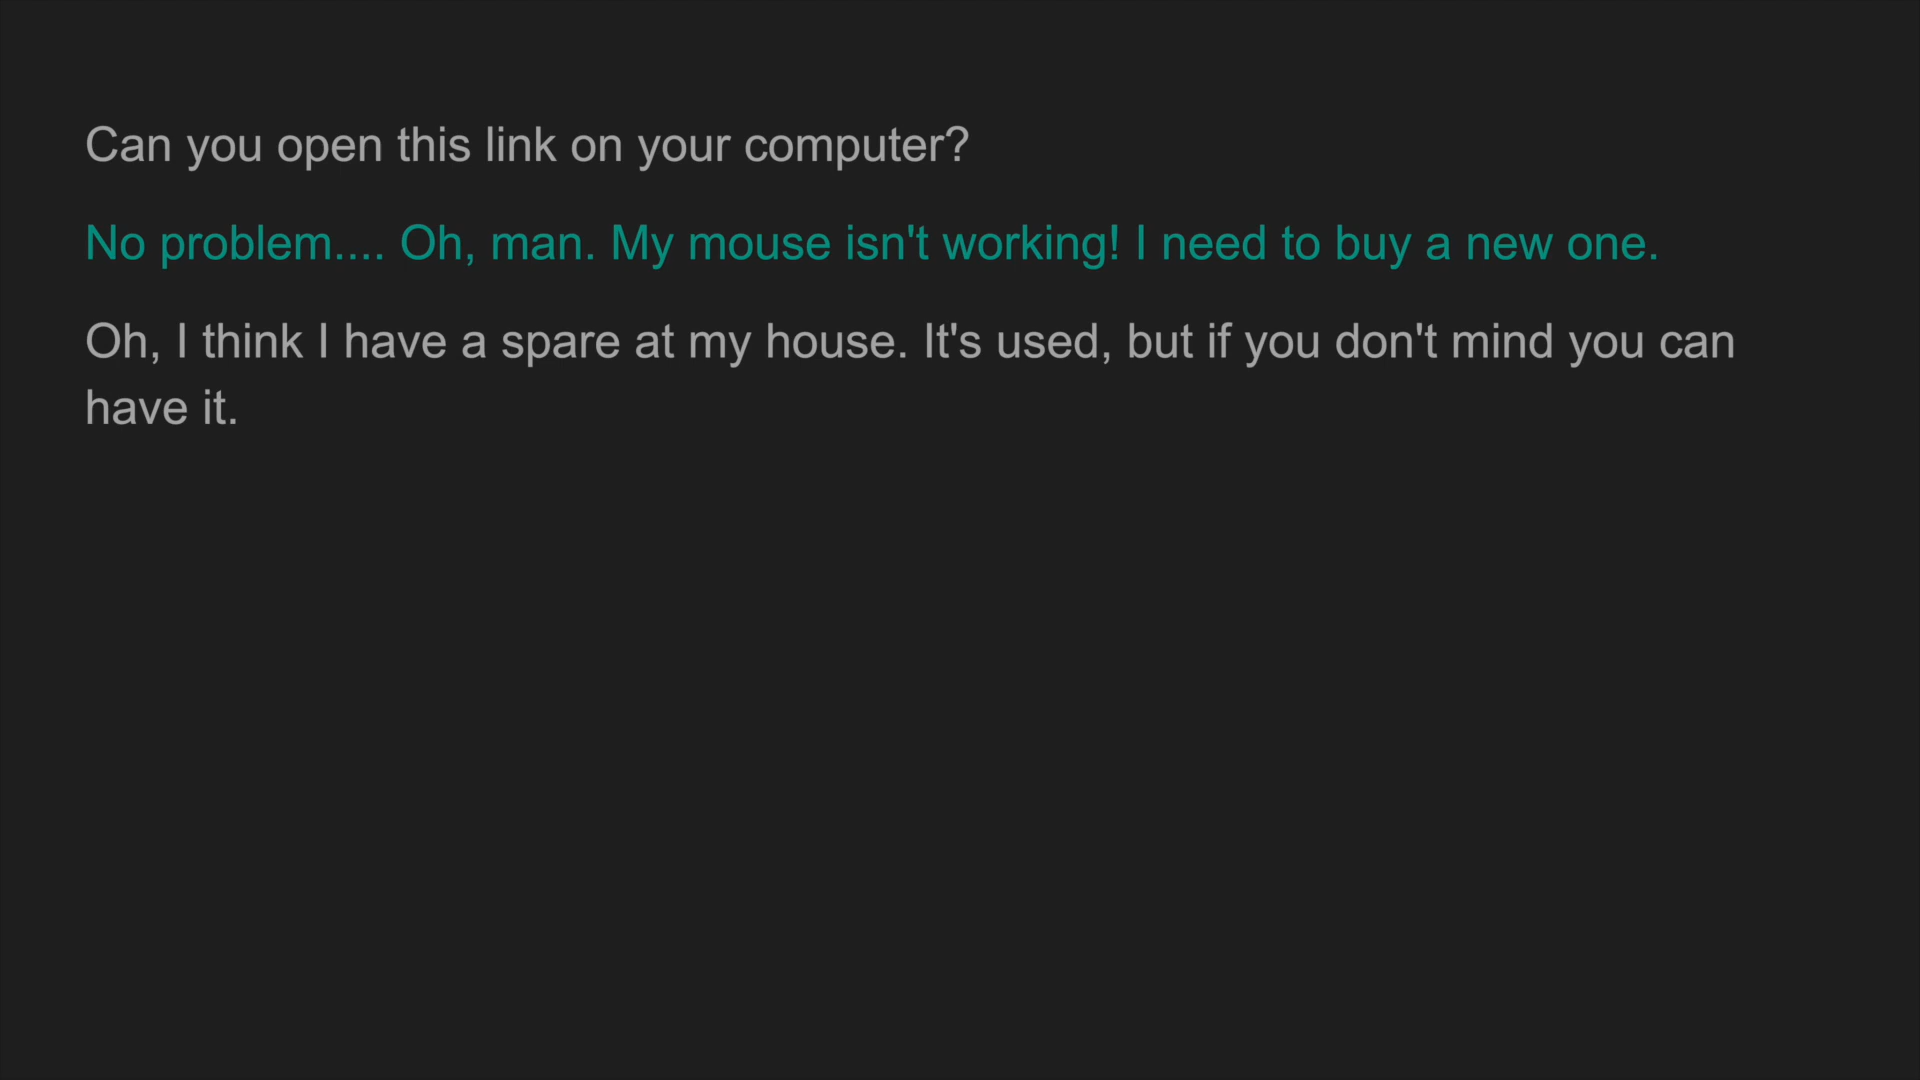 Can you open this link on your computer?
No problem.... Oh, man. My mouse isn't working! I need to buy a new one.
Oh, I think I have a spare at my house. It's used, but if you don't mind you can
have it.